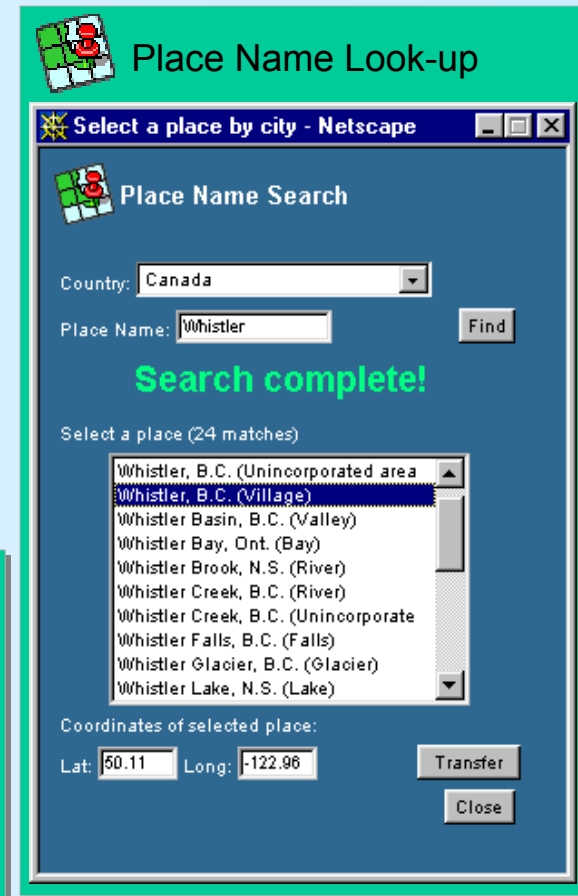 Place Name Look-up
Select a place by city - Netscape
Place Name Search
Country: Canada
Place Name: Whistler Find
Search complete!
Select a place (24 matches)
Whistler, B.C. (Unincorporated area
Whistler, B.C. (Village)
Whistler Basin, B.C. (Valley)
Whistler Bay, Ont. (Bay)
Whistler Brook, N.S. (River)
Whistler Creek, B.C. (River)
Whistler Creek, B.C. (Unincorporate
Whistler Falls, B.C. (Falls)
Whistler Glacier, B.C. (Glacier)
Whistler Lake, N.S. (Lake)
Coordinates of selected place:
Lat: 50.11 Long: -122.96 Transfer
Close